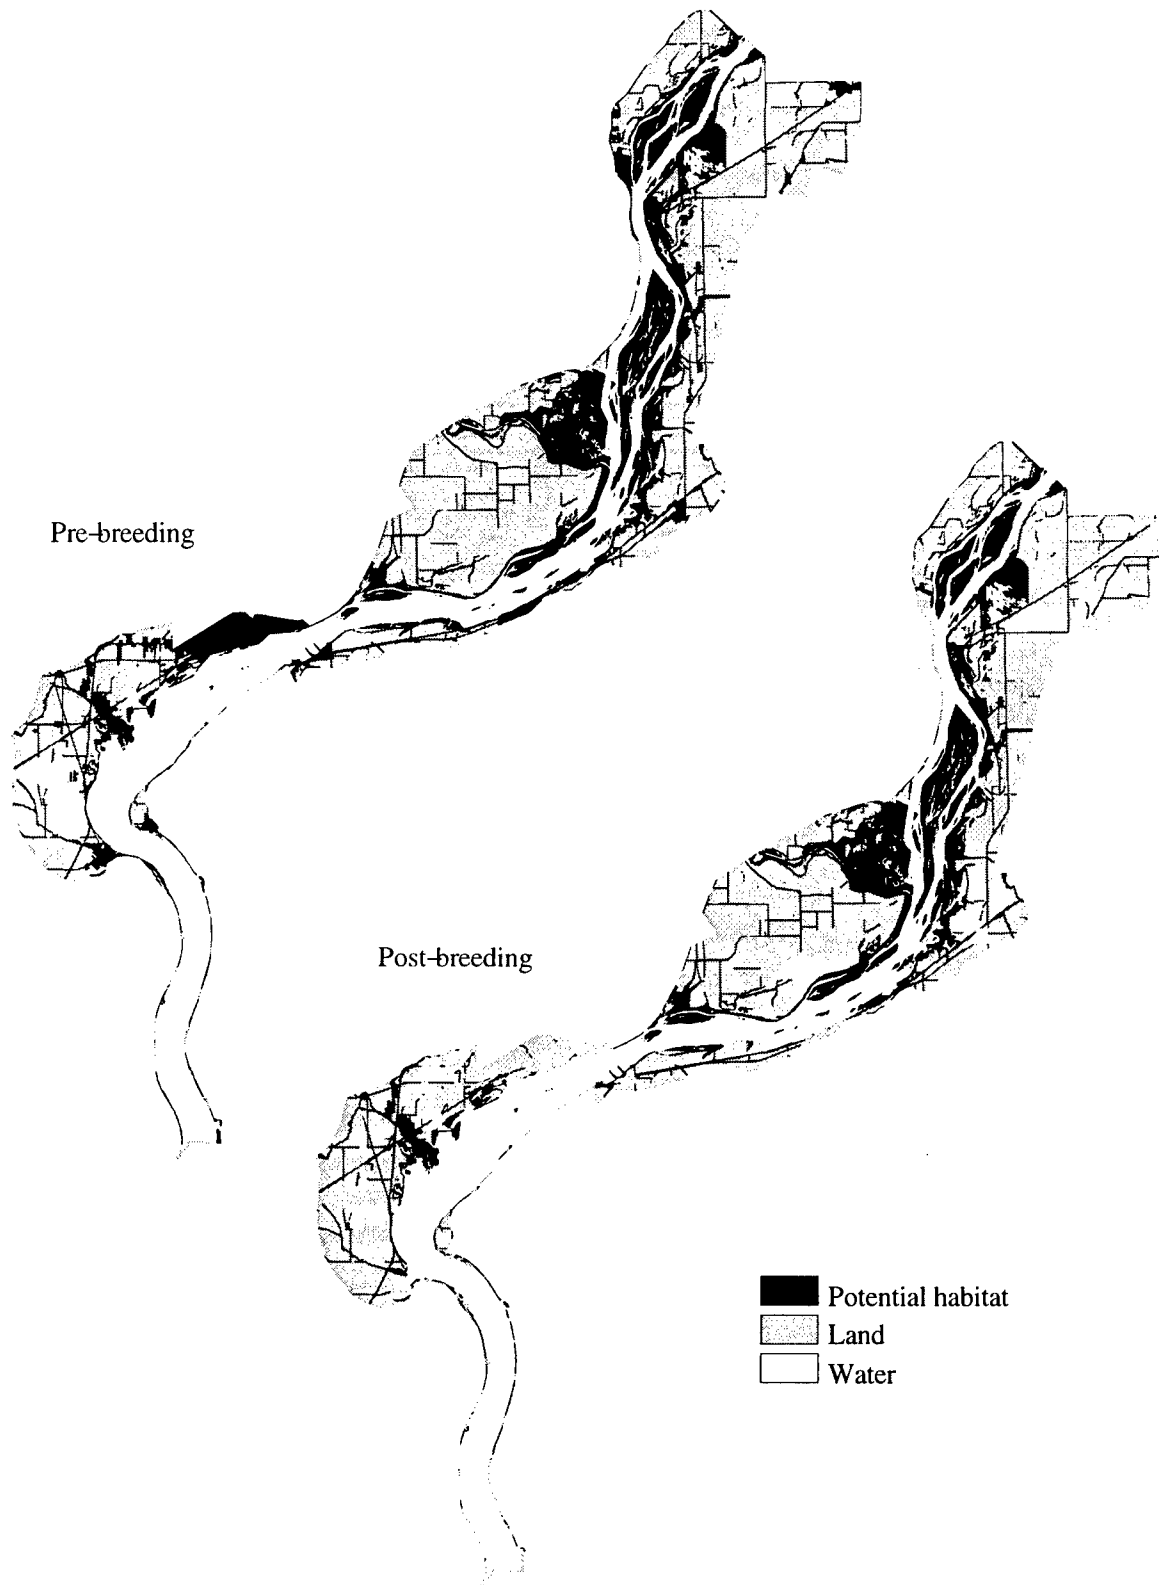 Pre-breeding
Post-breeding
Potential habitat
Land
Water